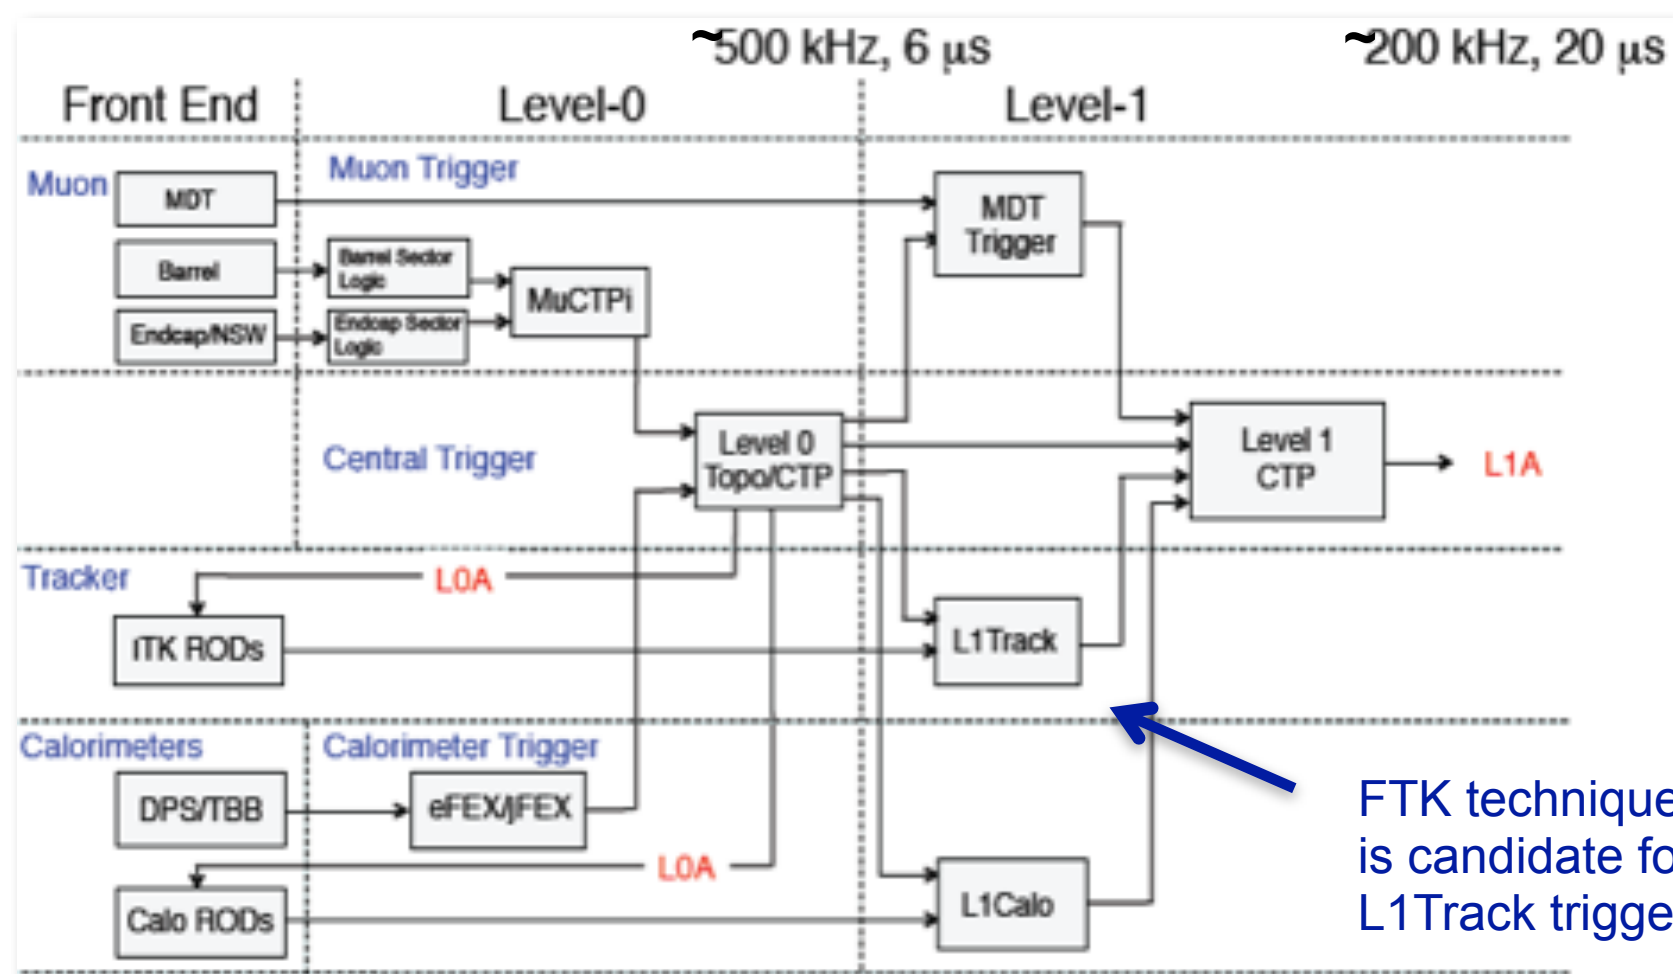 ~500 kHz, 6 µs
~200 kHz, 20 µs
Front End
Level-0
Level-1
Muon
Muon Trigger
MDT
MDT
Trigger
Barrel
Barrel Sector
Logic
MuCTPi
Endcap/NSW
Endcap Sector
Logic
Central Trigger
Level 0
Topo/CTP
Level 1
CTP
L1A
Tracker
L0A
ITK RODs
L1Track
Calorimeters
Calorimeter Trigger
DPS/TBB
eFEX/jFEX
L0A
Calo RODs
L1Calo
FTK technique
is candidate fo
L1Track trigge